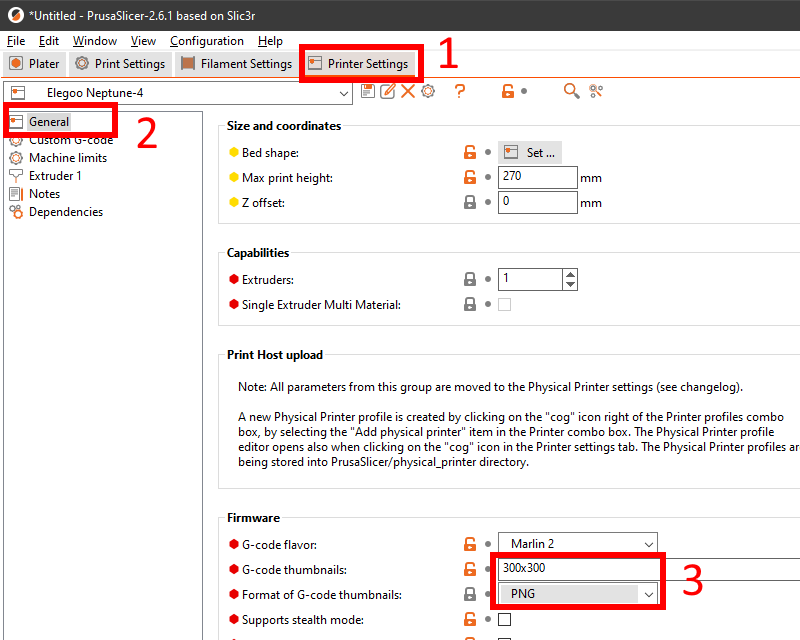 *Untitled - PrusaSlicer-2.6.1 based on Slic3r
File Edit Window View Configuration Help
Plater Print Settings Filament Settings Printer Settings 1
Elegoo Neptune-4 ?
General 2
Custom G-code
Machine limits
Extruder 1
Notes
Dependencies
Size and coordinates
Bed shape: Set ...
Max print height: 270 mm
Z offset: 0 mm
Capabilities
Extruders: 1
Single Extruder Multi Material:
Print Host upload
Note: All parameters from this group are moved to the Physical Printer settings (see changelog).
A new Physical Printer profile is created by clicking on the "cog" icon right of the Printer profiles combo
box, by selecting the "Add physical printer" item in the Printer combo box. The Physical Printer profile
editor opens also when clicking on the "cog" icon in the Printer settings tab. The Physical Printer profiles are
being stored into PrusaSlicer/physical_printer directory.
Firmware
G-code flavor: Marlin 2
G-code thumbnails: 300x300
Format of G-code thumbnails: PNG 3
Supports stealth mode: